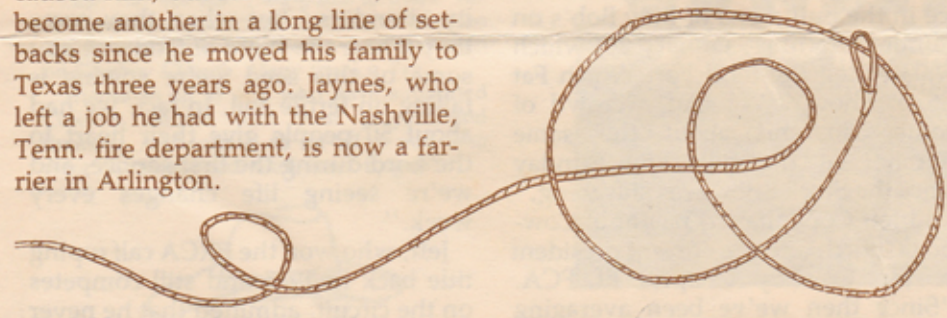 become another in a long line of set-
backs since he moved his family to
Texas three years ago. Jaynes, who
left a job he had with the Nashville,
Tenn. fire department, is now a far-
rier in Arlington.